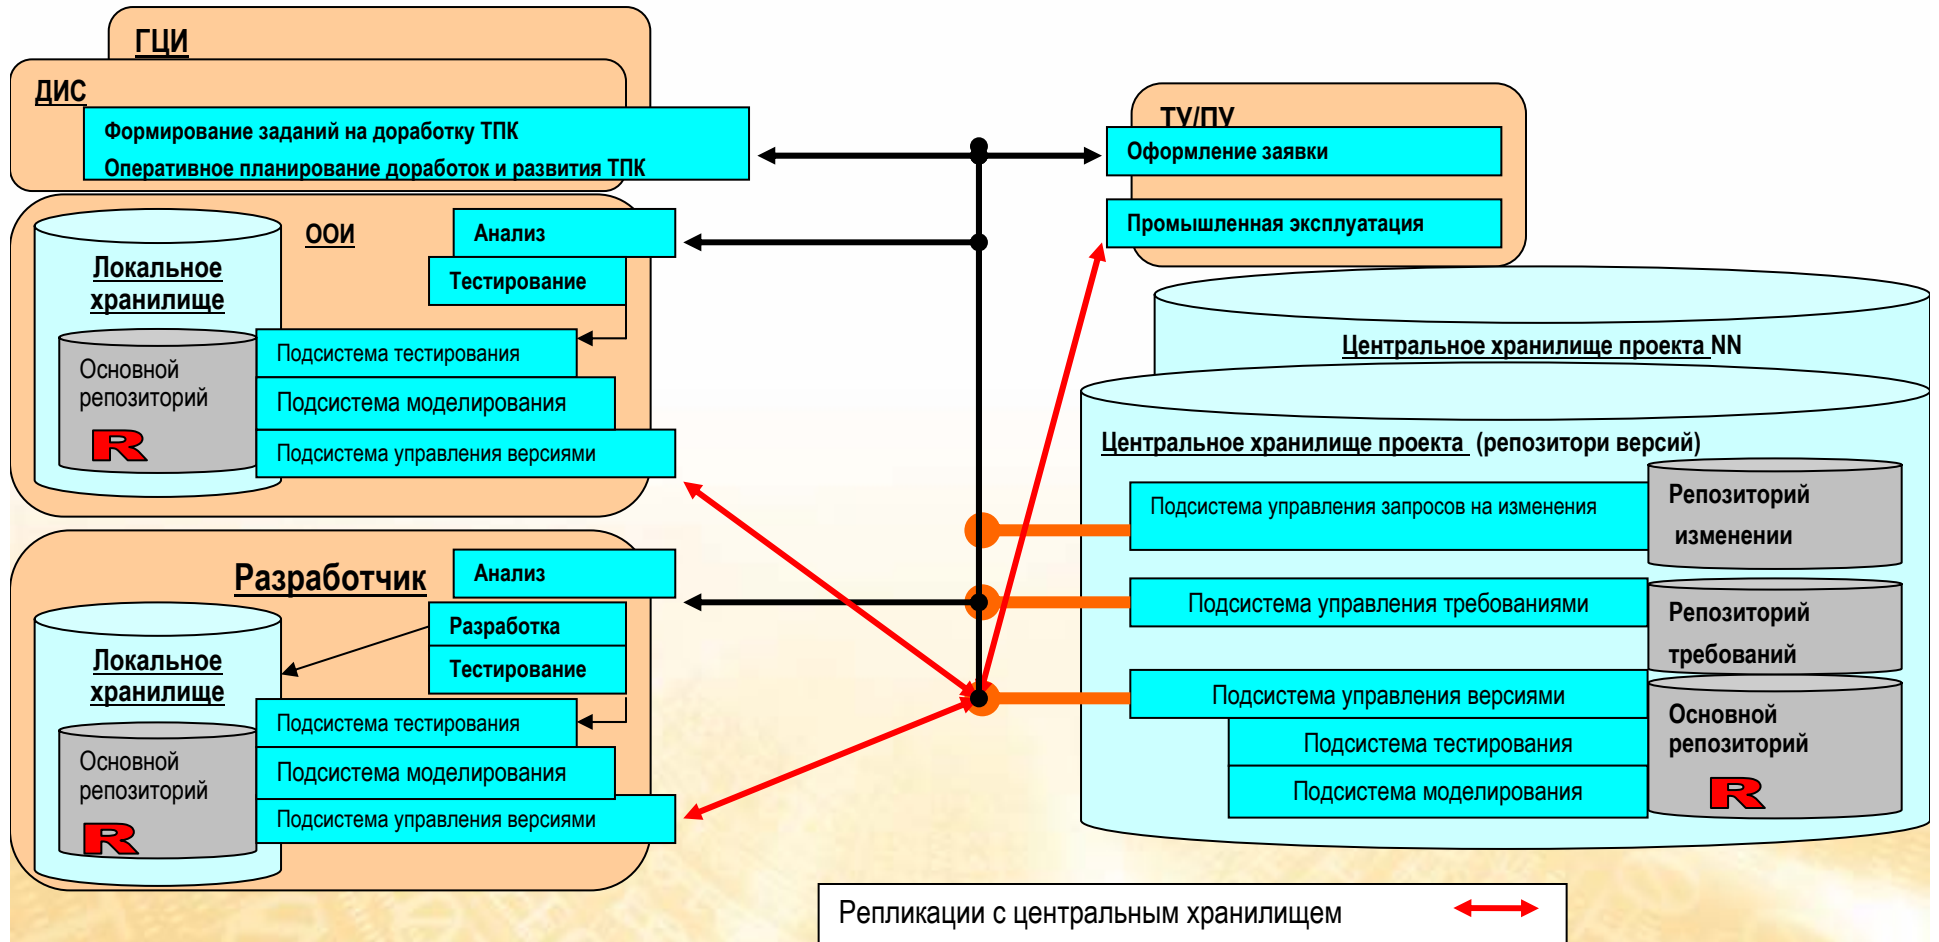 ГЦИ
ДИС
Формирование заданий на доработку ТПК
Оперативное планирование доработок и развития ТПК
ООИ
Анализ
Тестирование
Локальное
хранилище
Основной
репозиторий
R
Подсистема тестирования
Подсистема моделирования
Подсистема управления версиями
Разработчик
Анализ
Разработка
Тестирование
Локальное
хранилище
Основной
репозиторий
R
Подсистема тестирования
Подсистема моделирования
Подсистема управления версиями
ТУ/ПУ
Оформление заявки
Промышленная эксплуатация
Центральное хранилище проекта NN
Центральное хранилище проекта (репозитори версий)
Подсистема управления запросов на изменения
Репозиторий
изменении
Подсистема управления требованиями
Репозиторий
требований
Подсистема управления версиями
Подсистема тестирования
Подсистема моделирования
Основной
репозиторий
R
Репликации с центральным хранилищем